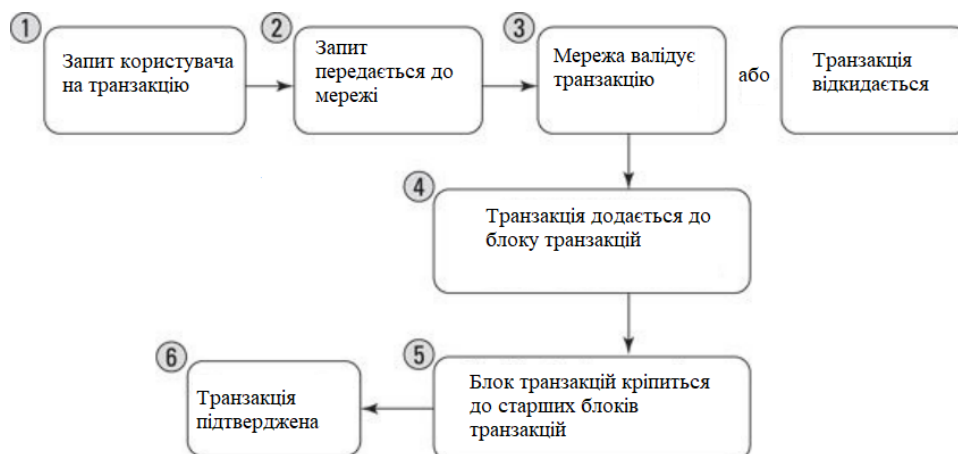 1
Запит користувача
на транзакцію
2
Запит
передається до
мережі
3
Мережа валідує
транзакцію
або
Транзакція
відкидається
4
Транзакція додається до
блоку транзакцій
5
Блок транзакцій кріпиться
до старших блоків
транзакцій
6
Транзакція
підтверджена